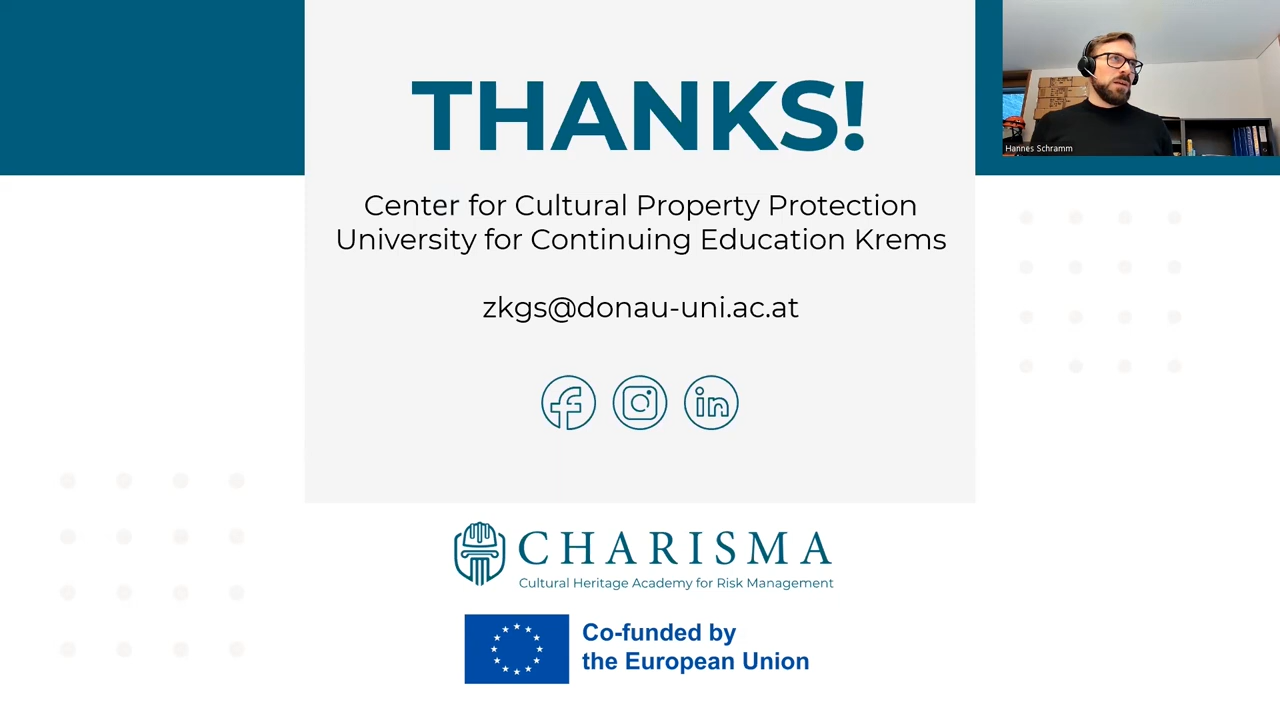 THANKS!
Center for Cultural Property Protection
University for Continuing Education Krems
zkgs@donau-uni.ac.at
Hannes Schramm
CHARISMA
Cultural Heritage Academy for Risk Management
Co-funded by
the European Union